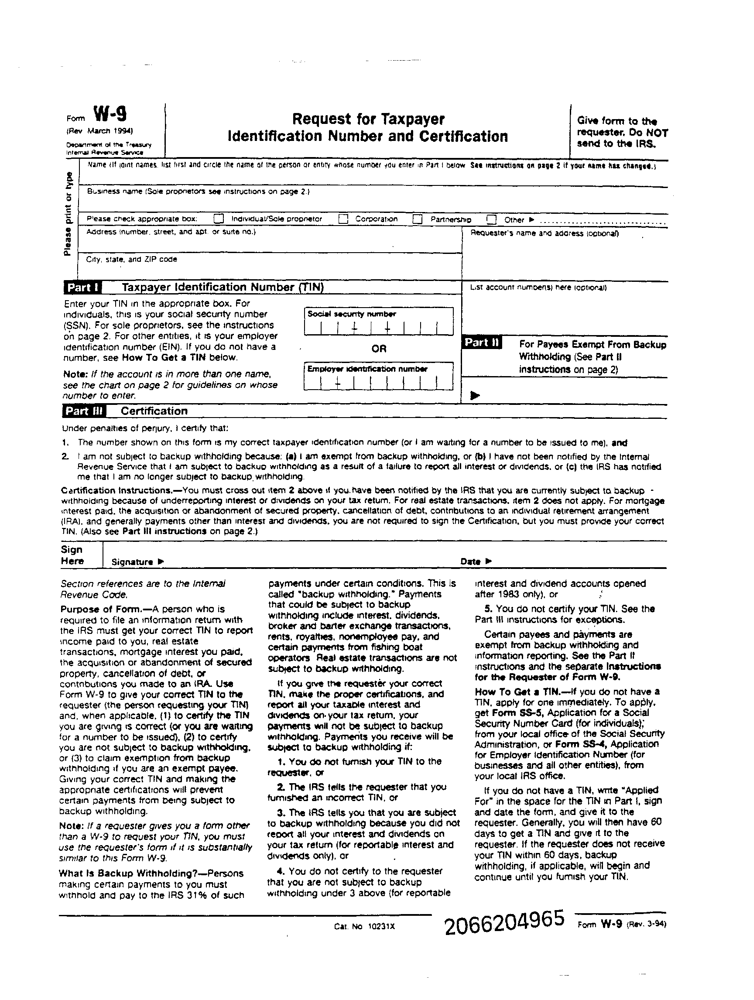 Form W-9
(Rev March 1994)
Department of the Treasury
Internal Revenue Service
Request for Taxpayer
Identification Number and Certification
Give form to the
requester. Do NOT
send to the IRS.
Please print or type
Name (If joint names, list first and circle the name of the person or entity whose number you enter in Part I below. See instructions on page 2 if your name has changed.)
Business name (Sole proprietors see instructions on page 2.)
Please check appropriate box: Individual/Sole proprietor Corporation Partnership Other ▶
Address (number, street, and apt. or suite no.)
Requester's name and address (optional)
City, state, and ZIP code
Part I Taxpayer Identification Number (TIN)
List account number(s) here (optional)
Enter your TIN in the appropriate box. For
individuals, this is your social security number
(SSN). For sole proprietors, see the instructions
on page 2. For other entities, it is your employer
identification number (EIN). If you do not have a
number, see How To Get a TIN below.
Note: If the account is in more than one name,
see the chart on page 2 for guidelines on whose
number to enter.
Social security number
OR
Employer identification number
Part II For Payees Exempt From Backup
Withholding (See Part II
instructions on page 2)
▶
Part III Certification
Under penalties of perjury, I certify that:
1. The number shown on this form is my correct taxpayer identification number (or I am waiting for a number to be issued to me), and
2. I am not subject to backup withholding because: (a) I am exempt from backup withholding, or (b) I have not been notified by the Internal
Revenue Service that I am subject to backup withholding as a result of a failure to report all interest or dividends, or (c) the IRS has notified
me that I am no longer subject to backup withholding.
Certification Instructions.—You must cross out item 2 above if you have been notified by the IRS that you are currently subject to backup
withholding because of underreporting interest or dividends on your tax return. For real estate transactions, item 2 does not apply. For mortgage
interest paid, the acquisition or abandonment of secured property, cancellation of debt, contributions to an individual retirement arrangement
(IRA), and generally payments other than interest and dividends, you are not required to sign the Certification, but you must provide your correct
TIN. (Also see Part III instructions on page 2.)
Sign
Here Signature ▶ Date ▶
Section references are to the Internal
Revenue Code.
Purpose of Form.—A person who is
required to file an information return with
the IRS must get your correct TIN to report
income paid to you, real estate
transactions, mortgage interest you paid,
the acquisition or abandonment of secured
property, cancellation of debt, or
contributions you made to an IRA. Use
Form W-9 to give your correct TIN to the
requester (the person requesting your TIN)
and, when applicable, (1) to certify the TIN
you are giving is correct (or you are waiting
for a number to be issued), (2) to certify
you are not subject to backup withholding,
or (3) to claim exemption from backup
withholding if you are an exempt payee.
Giving your correct TIN and making the
appropriate certifications will prevent
certain payments from being subject to
backup withholding.
Note: If a requester gives you a form other
than a W-9 to request your TIN, you must
use the requester's form if it is substantially
similar to this Form W-9.
What Is Backup Withholding?—Persons
making certain payments to you must
withhold and pay to the IRS 31% of such
payments under certain conditions. This is
called "backup withholding." Payments
that could be subject to backup
withholding include interest, dividends,
broker and barter exchange transactions,
rents, royalties, nonemployee pay, and
certain payments from fishing boat
operators. Real estate transactions are not
subject to backup withholding.
If you give the requester your correct
TIN, make the proper certifications, and
report all your taxable interest and
dividends on your tax return, your
payments will not be subject to backup
withholding. Payments you receive will be
subject to backup withholding if:
1. You do not furnish your TIN to the
requester, or
2. The IRS tells the requester that you
furnished an incorrect TIN, or
3. The IRS tells you that you are subject
to backup withholding because you did not
report all your interest and dividends on
your tax return (for reportable interest and
dividends only), or
4. You do not certify to the requester
that you are not subject to backup
withholding under 3 above (for reportable
interest and dividend accounts opened
after 1983 only), or
5. You do not certify your TIN. See the
Part III instructions for exceptions.
Certain payees and payments are
exempt from backup withholding and
information reporting. See the Part II
instructions and the separate Instructions
for the Requester of Form W-9.
How To Get a TIN.—If you do not have a
TIN, apply for one immediately. To apply,
get Form SS-5, Application for a Social
Security Number Card (for individuals),
from your local office of the Social Security
Administration, or Form SS-4, Application
for Employer Identification Number (for
businesses and all other entities), from
your local IRS office.
If you do not have a TIN, write "Applied
For" in the space for the TIN in Part I, sign
and date the form, and give it to the
requester. Generally, you will then have 60
days to get a TIN and give it to the
requester. If the requester does not receive
your TIN within 60 days, backup
withholding, if applicable, will begin and
continue until you furnish your TIN.
Cat. No 10231X
2066204965
Form W-9 (Rev. 3-94)